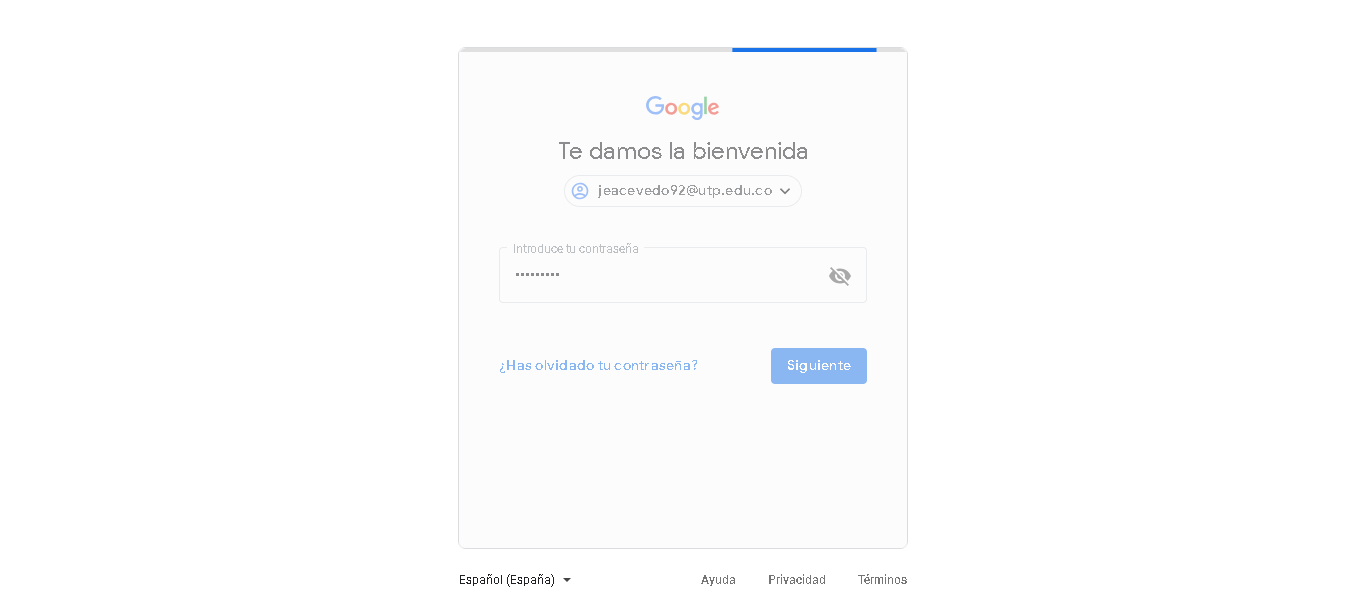 Google
Te damos la bienvenida
jeacevedo92@utp.edu.co
Introduce tu contraseña
•••••••••
¿Has olvidado tu contraseña?
Siguiente
Español (España)
Ayuda
Privacidad
Términos